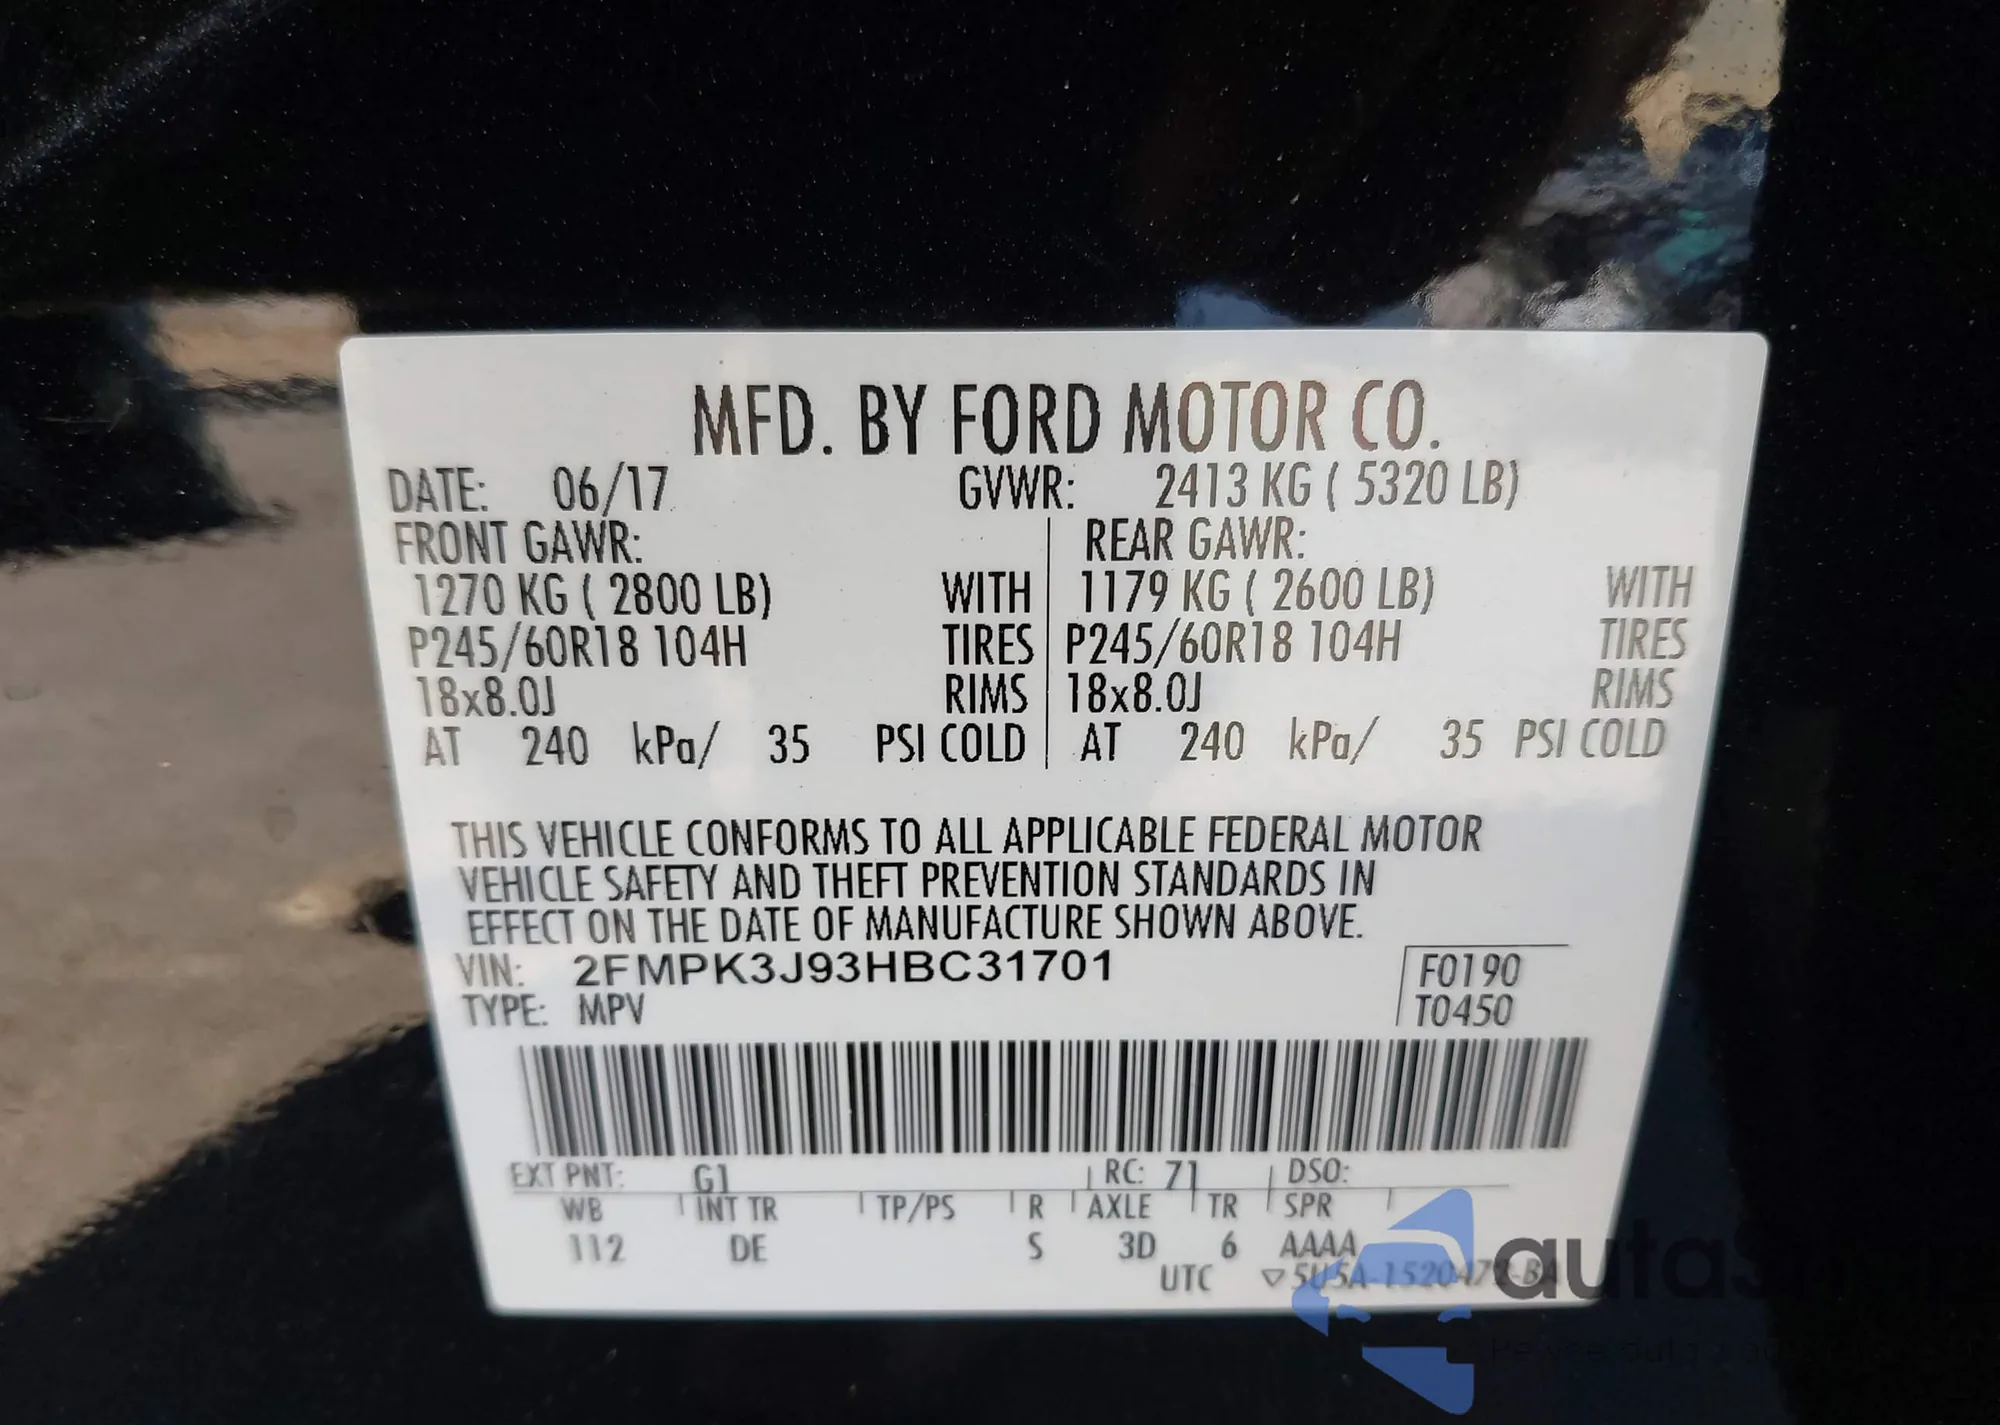 MFD. BY FORD MOTOR CO.
DATE: 06/17 GVWR: 2413 KG ( 5320 LB)
FRONT GAWR: REAR GAWR:
1270 KG ( 2800 LB) WITH 1179 KG ( 2600 LB) WITH
P245/60R18 104H TIRES P245/60R18 104H TIRES
18x8.0J RIMS 18x8.0J RIMS
AT 240 kPa/ 35 PSI COLD AT 240 kPa/ 35 PSI COLD
THIS VEHICLE CONFORMS TO ALL APPLICABLE FEDERAL MOTOR
VEHICLE SAFETY AND THEFT PREVENTION STANDARDS IN
EFFECT ON THE DATE OF MANUFACTURE SHOWN ABOVE.
VIN: 2FMPK3J93HBC31701 F0190
TYPE: MPV T0450
EXT PNT: G1 RC: 71 DSO:
WB INT TR TP/PS R AXLE TR SPR
112 DE S 3D 6 AAAA
UTC ▽5U5A-1520472-BA